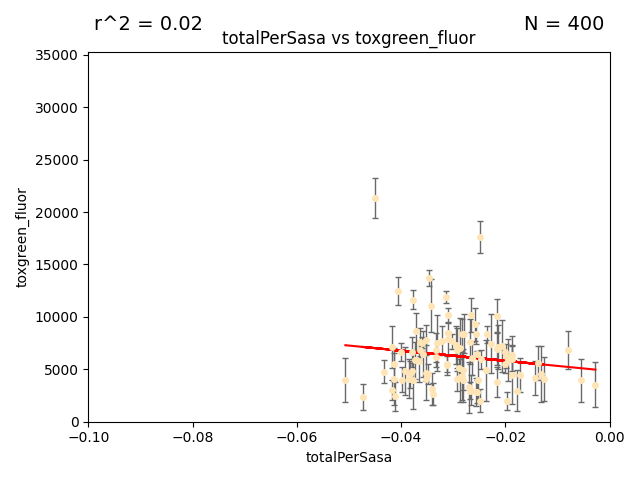 r^2 = 0.02
N = 400
totalPerSasa vs toxgreen_fluor
35000
30000
25000
20000
15000
10000
5000
0
toxgreen_fluor
−0.10
−0.08
−0.06
−0.04
−0.02
0.00
totalPerSasa